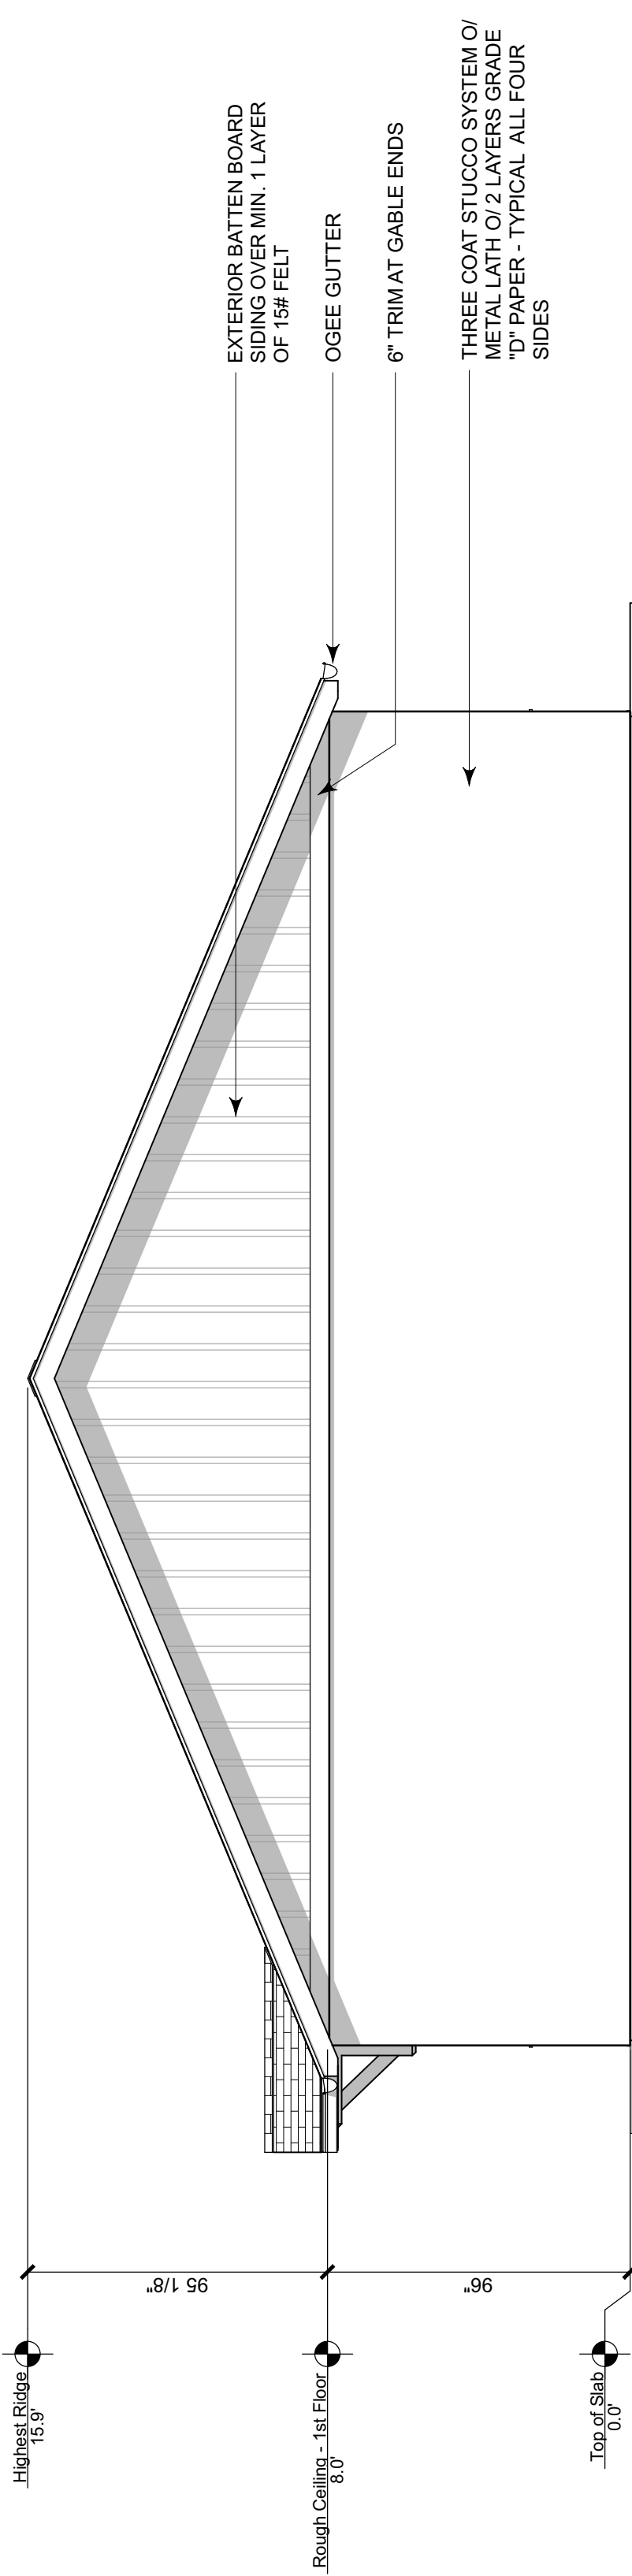 Highest Ridge
15.9'
Rough Ceiling - 1st Floor
8.0'
Top of Slab
0.0'
95 1/8"
96"
EXTERIOR BATTEN BOARD
SIDING OVER MIN. 1 LAYER
OF 15# FELT
OGEE GUTTER
6" TRIM AT GABLE ENDS
THREE COAT STUCCO SYSTEM O/
METAL LATH O/ 2 LAYERS GRADE
"D" PAPER - TYPICAL ALL FOUR
SIDES